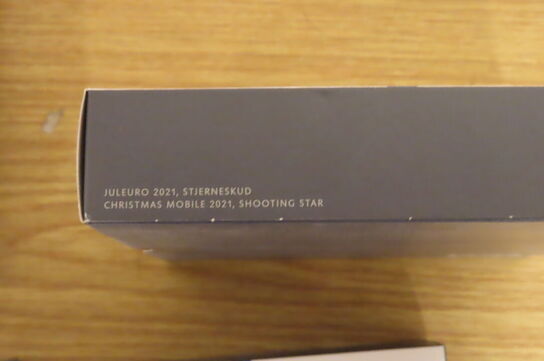 JULEURO 2021, STJERNESKUD
CHRISTMAS MOBILE 2021, SHOOTING STAR